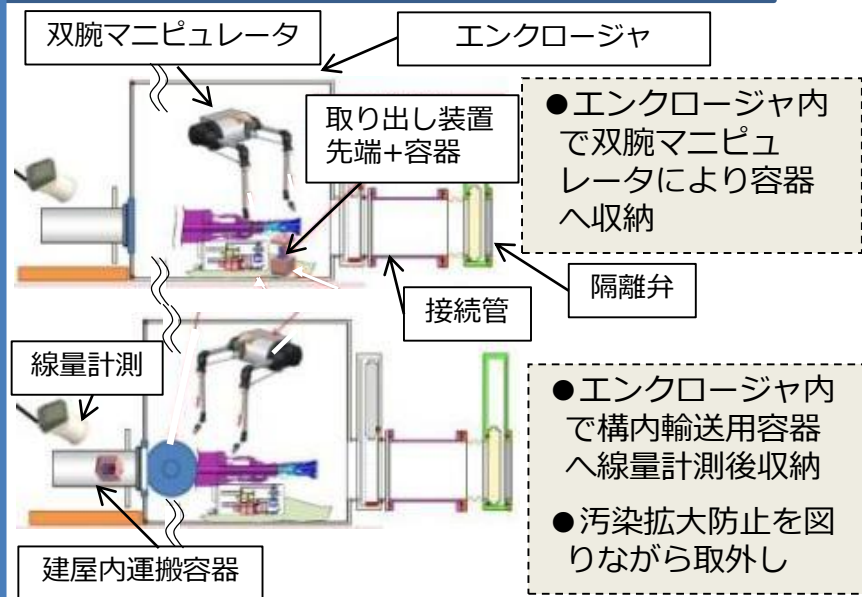 双腕マニピュレータ
エンクロージャ
取り出し装置
先端+容器
●エンクロージャ内
で双腕マニピュ
レータにより容器
へ収納
隔離弁
接続管
線量計測
●エンクロージャ内
で構内輸送用容器
へ線量計測後収納
●汚染拡大防止を図
りながら取外し
建屋内運搬容器